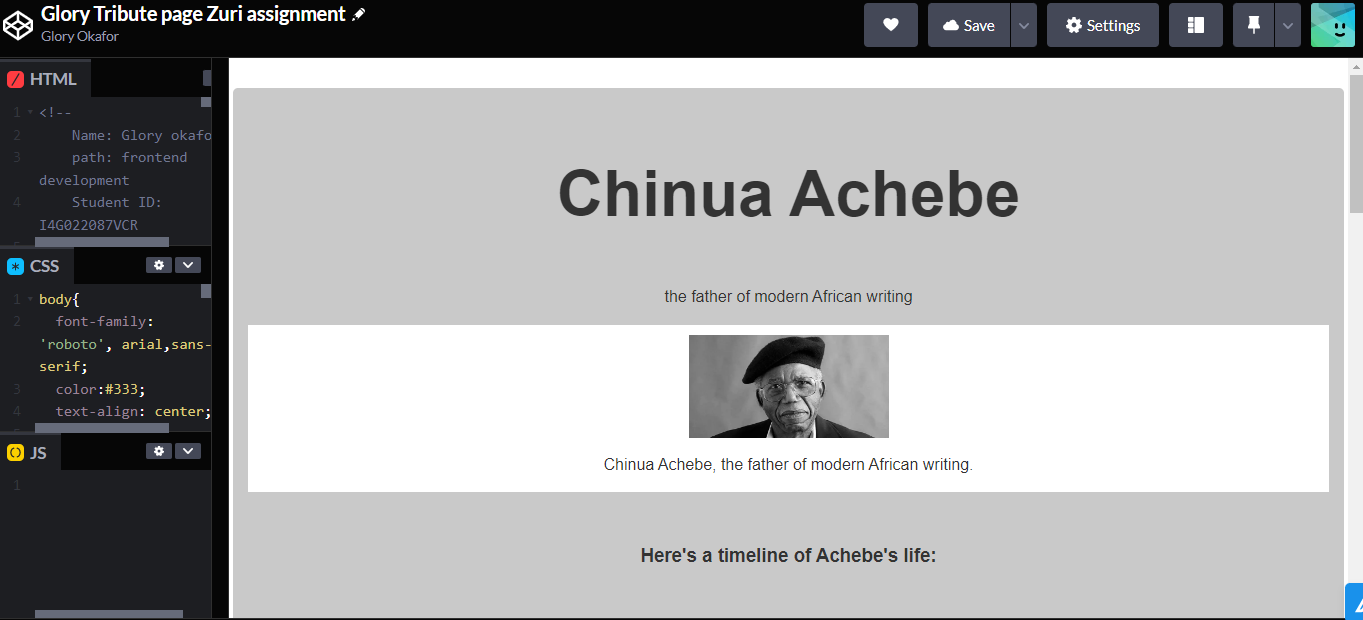 Glory Tribute page Zuri assignment
Glory Okafor
Save
Settings
HTML
1 <!--
2 Name: Glory okafo
3 path: frontend
development
4 Student ID:
I4G022087VCR
5
CSS
1 body{
2 font-family:
'roboto', arial,sans-
serif;
3 color:#333;
4 text-align: center;
JS
1
Chinua Achebe
the father of modern African writing
Chinua Achebe, the father of modern African writing.
Here's a timeline of Achebe's life: